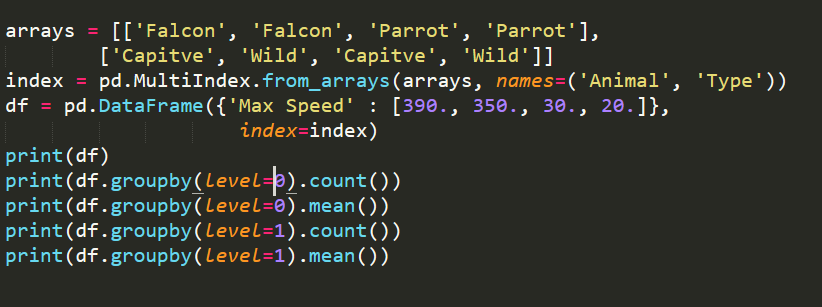 arrays = [['Falcon', 'Falcon', 'Parrot', 'Parrot'],
['Capitve', 'Wild', 'Capitve', 'Wild']]
index = pd.MultiIndex.from_arrays(arrays, names=('Animal', 'Type'))
df = pd.DataFrame({'Max Speed' : [390., 350., 30., 20.]},
index=index)
print(df)
print(df.groupby(level=0).count())
print(df.groupby(level=0).mean())
print(df.groupby(level=1).count())
print(df.groupby(level=1).mean())